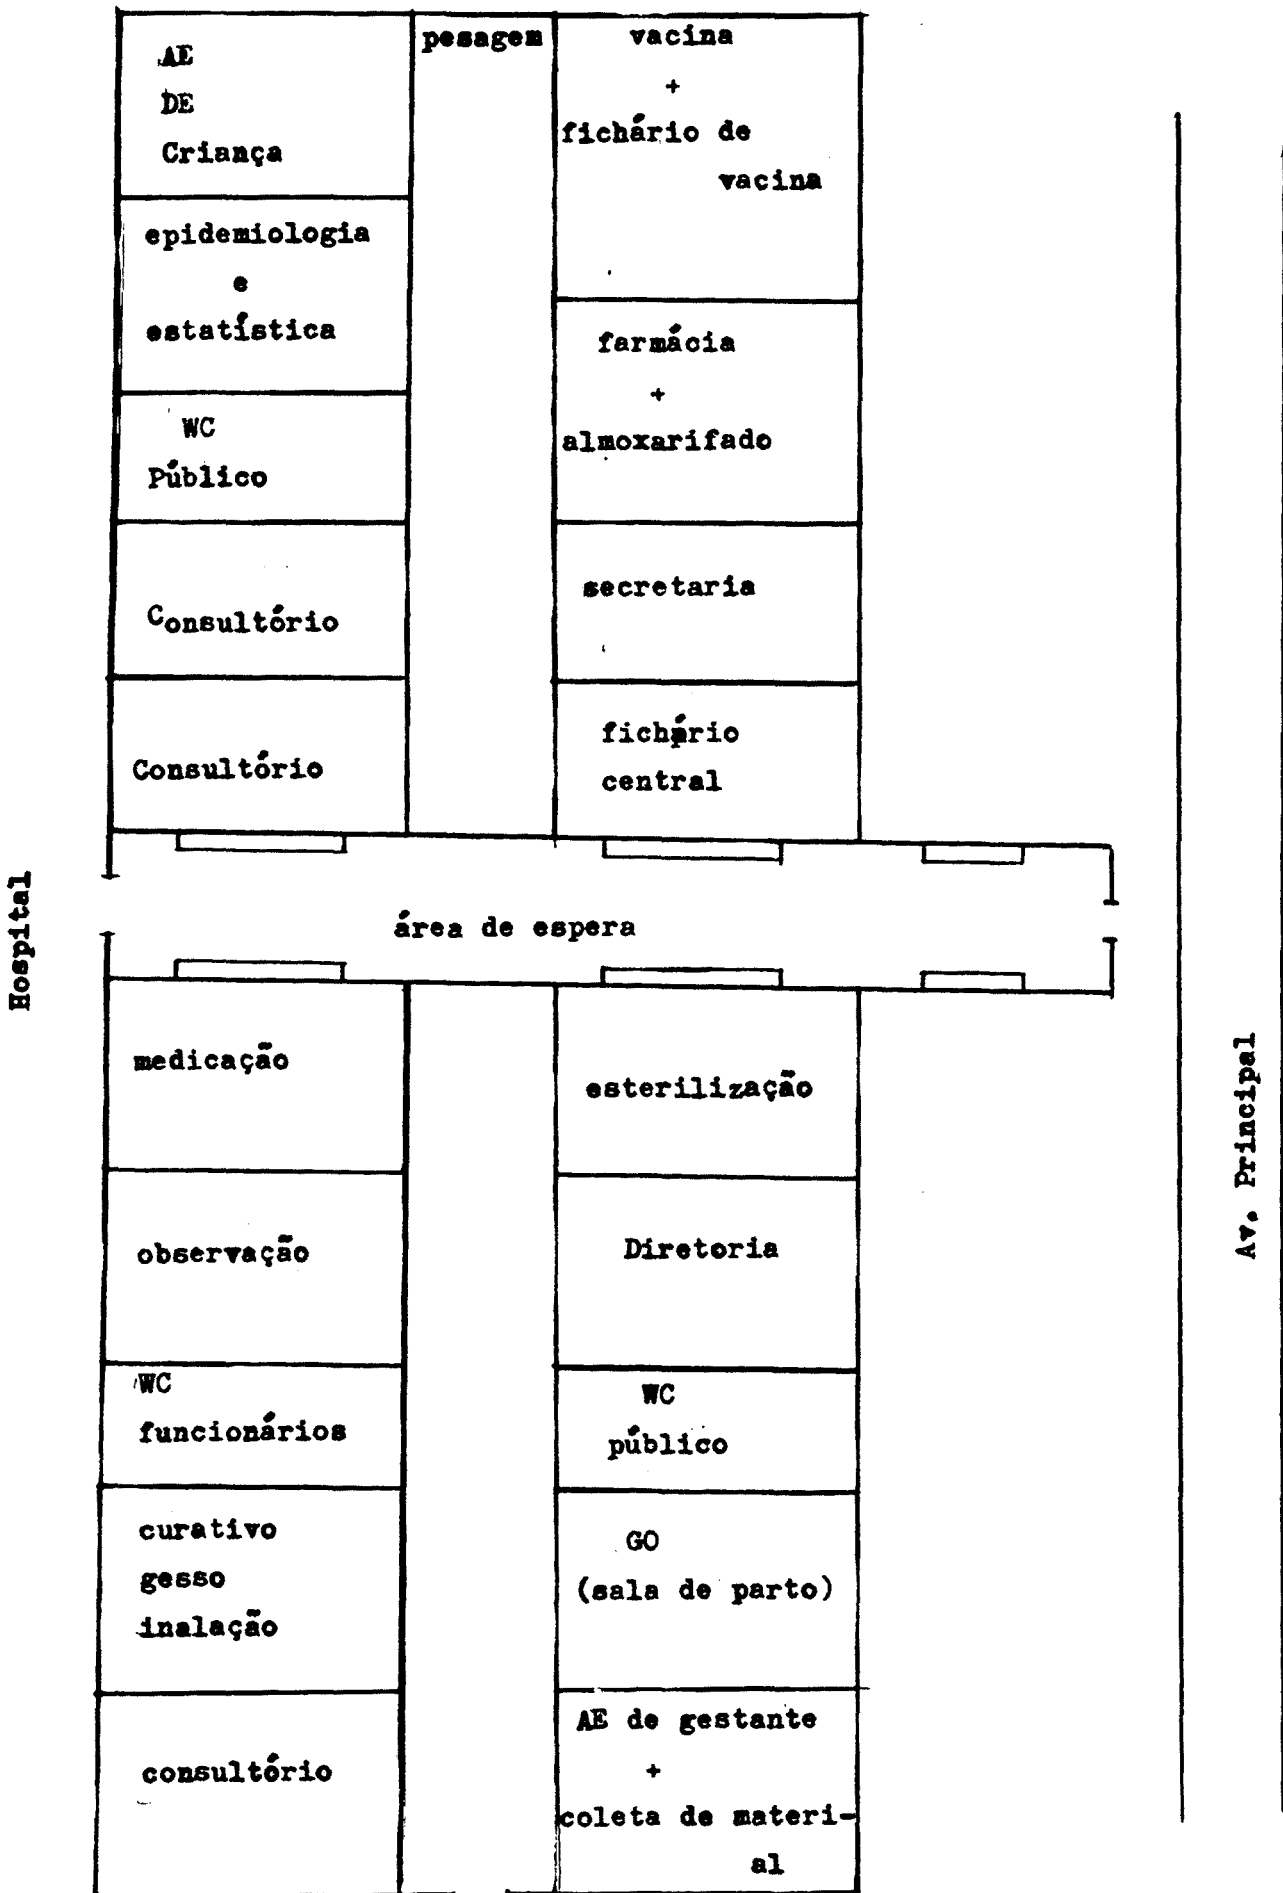 AE
DE
Criança
pesagem
vacina
+
fichário de
vacina
epidemiologia
e
estatística
farmácia
+
almoxarifado
WC
Público
secretaria
Consultório
fichário
central
Consultório
Hospital
área de espera
medicação
esterilização
observação
Diretoria
Av. Principal
WC
funcionários
WC
público
curativo
gesso
inalação
GO
(sala de parto)
consultório
AE de gestante
+
coleta de materi-
al